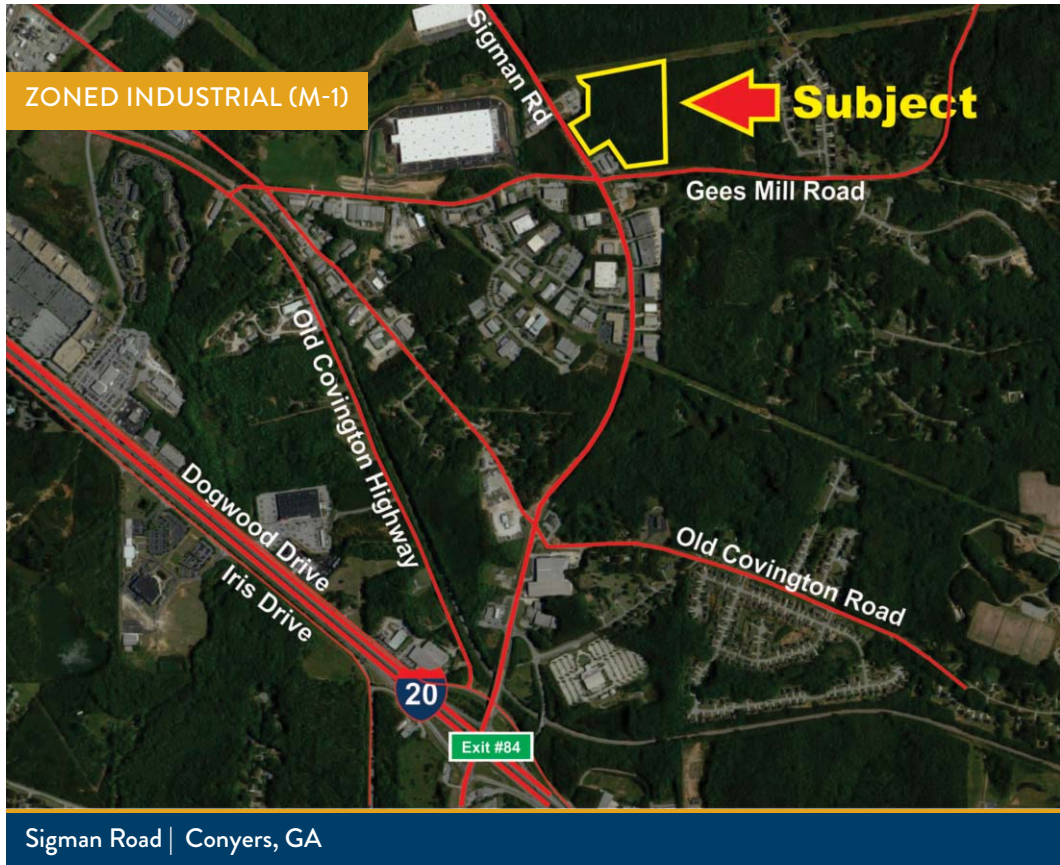 Sigman Rd
ZONED INDUSTRIAL (M-1)
Subject
Gees Mill Road
Old Covington Highway
Dogwood Drive
Iris Drive
Old Covington Road
20
Exit #84
Sigman Road | Conyers, GA